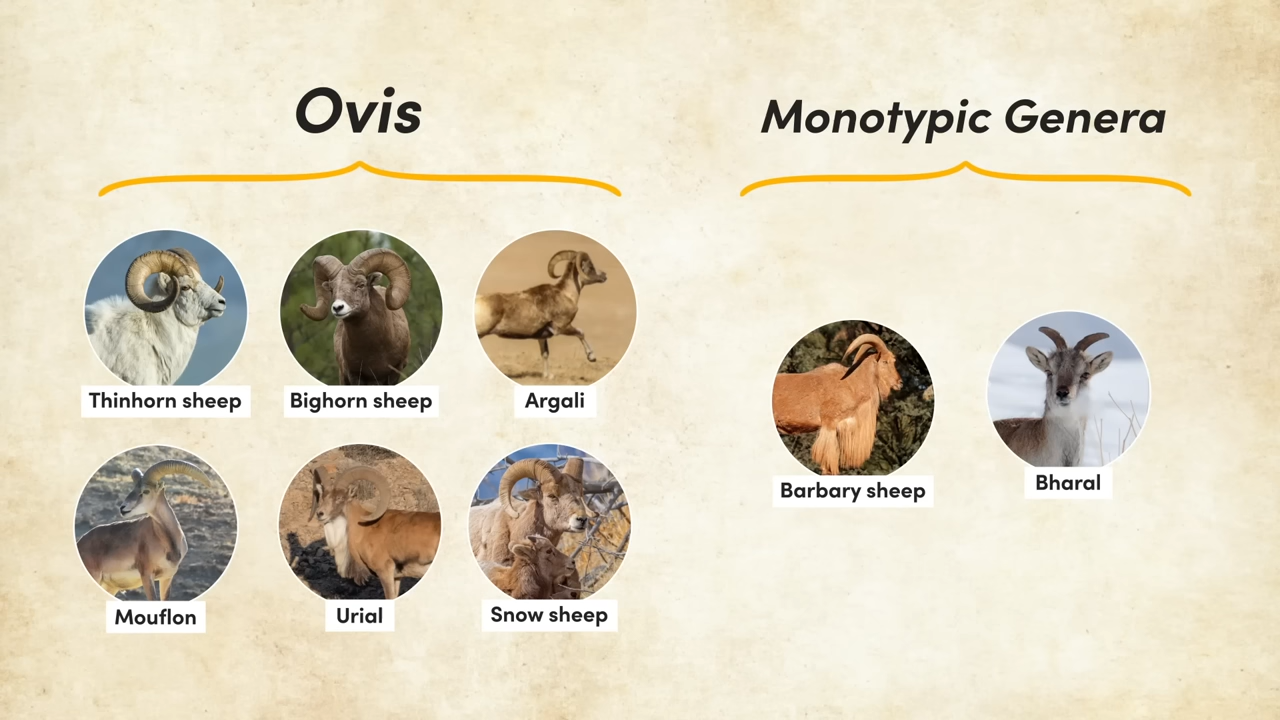 Ovis
Monotypic Genera
Thinhorn sheep
Bighorn sheep
Argali
Mouflon
Urial
Snow sheep
Barbary sheep
Bharal